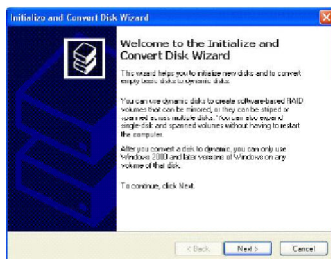 Initialize and Convert Disk Wizard
Welcome to the Initialize and
Convert Disk Wizard
This wizard helps you to initialize new disks and to convert
empty basic disks to dynamic disks.
You can use dynamic disks to create software-based RAID
volumes that can be mirrored, or they can be striped or
spanned across multiple disks. You can also expand
single-disk and spanned volumes without having to restart
the computer.
After you convert a disk to dynamic, you can only use
Windows 2000 and later versions of Windows on any
volume of that disk.
To continue, click Next.
< Back
Next >
Cancel